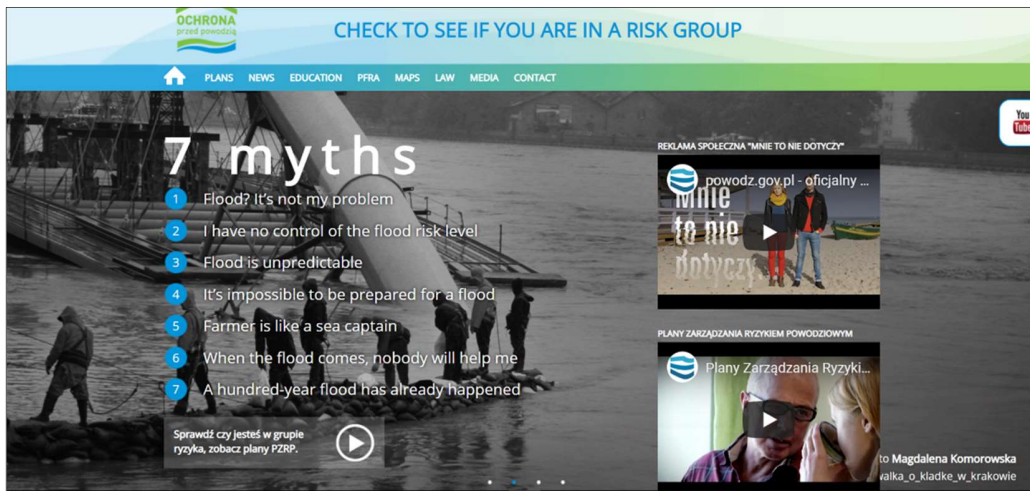 OCHRONA
przed powodzią
CHECK TO SEE IF YOU ARE IN A RISK GROUP
PLANS NEWS EDUCATION PFRA MAPS LAW MEDIA CONTACT
You
Tube
7 myths
1 Flood? It's not my problem
2 I have no control of the flood risk level
3 Flood is unpredictable
4 It's impossible to be prepared for a flood
5 Farmer is like a sea captain
6 When the flood comes, nobody will help me
7 A hundred-year flood has already happened
Sprawdź czy jesteś w grupie
ryzyka, zobacz plany PZRP.
REKLAMA SPOŁECZNA "MNIE TO NIE DOTYCZY"
powodz.gov.pl - oficjalny ...
Mnie
to nie
dotyczy.
PLANY ZARZĄDZANIA RYZYKIEM POWODZIOWYM
Plany Zarządzania Ryzyki...
to Magdalena Komorowska
walka_o_kladke_w_krakowie